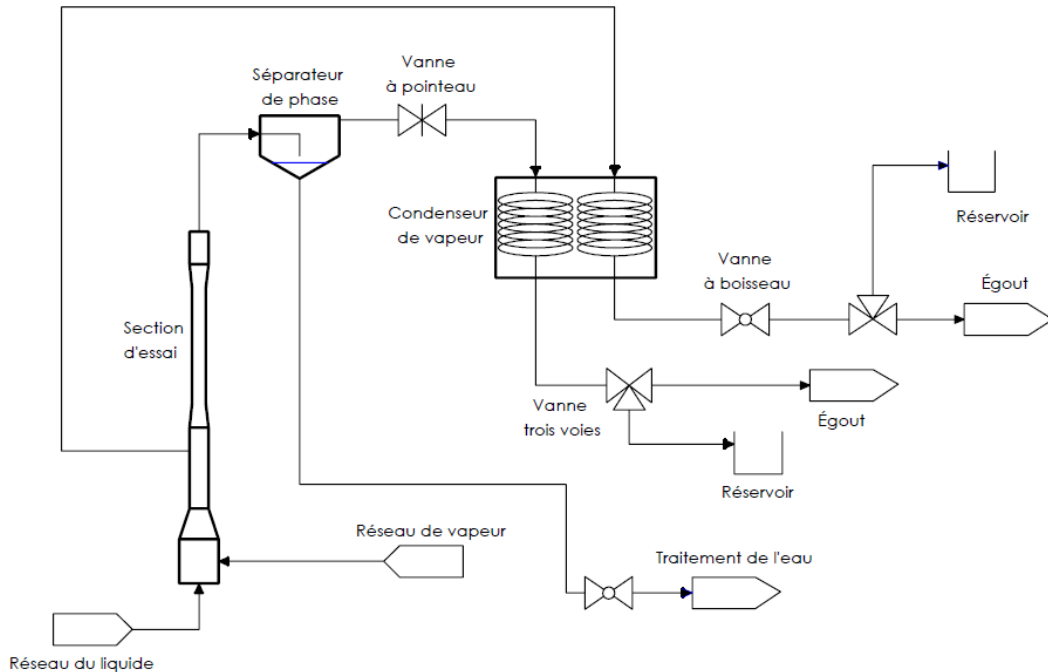 Vanne
à pointeau
Séparateur
de phase
Réservoir
Condenseur
de vapeur
Vanne
à boisseau
Égout
Section
d'essai
Vanne
trois voies
Égout
Réservoir
Réseau de vapeur
Traitement de l'eau
Réseau du liquide